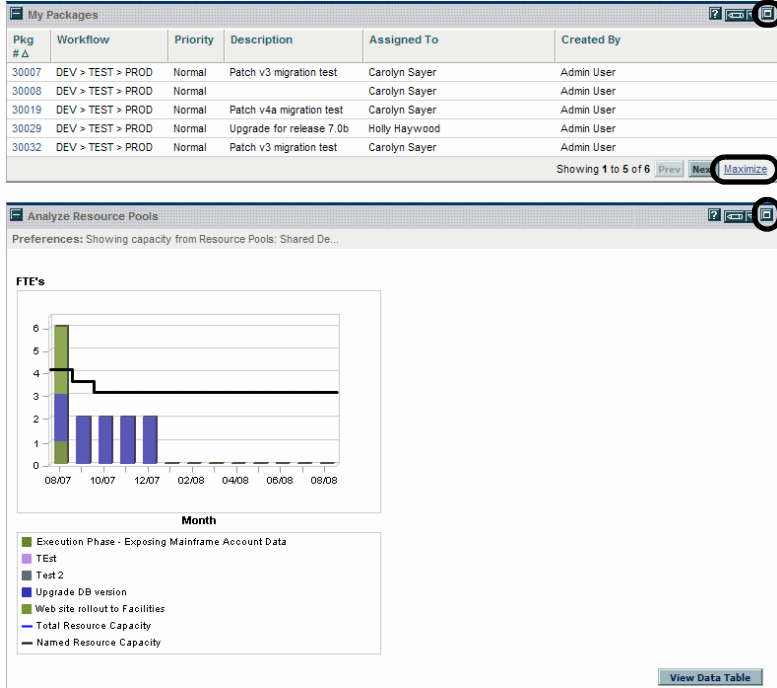 My Packages
Pkg # Workflow Priority Description Assigned To Created By
30007 DEV > TEST > PROD Normal Patch v3 migration test Carolyn Sayer Admin User
30008 DEV > TEST > PROD Normal Carolyn Sayer Admin User
30019 DEV > TEST > PROD Normal Patch v4a migration test Carolyn Sayer Admin User
30029 DEV > TEST > PROD Normal Upgrade for release 7.0b Holly Haywood Admin User
30032 DEV > TEST > PROD Normal Patch v3 migration test Carolyn Sayer Admin User
Showing 1 to 5 of 6 Prev Nex Maximize
Analyze Resource Pools
Preferences: Showing capacity from Resource Pools: Shared De...
FTE's
6
5
4
3
2
1
0
08/07 10/07 12/07 02/08 04/08 06/08 08/08
Month
Execution Phase - Exposing Mainframe Account Data
TEst
Test 2
Upgrade DB version
Web site rollout to Facilities
Total Resource Capacity
Named Resource Capacity
View Data Table